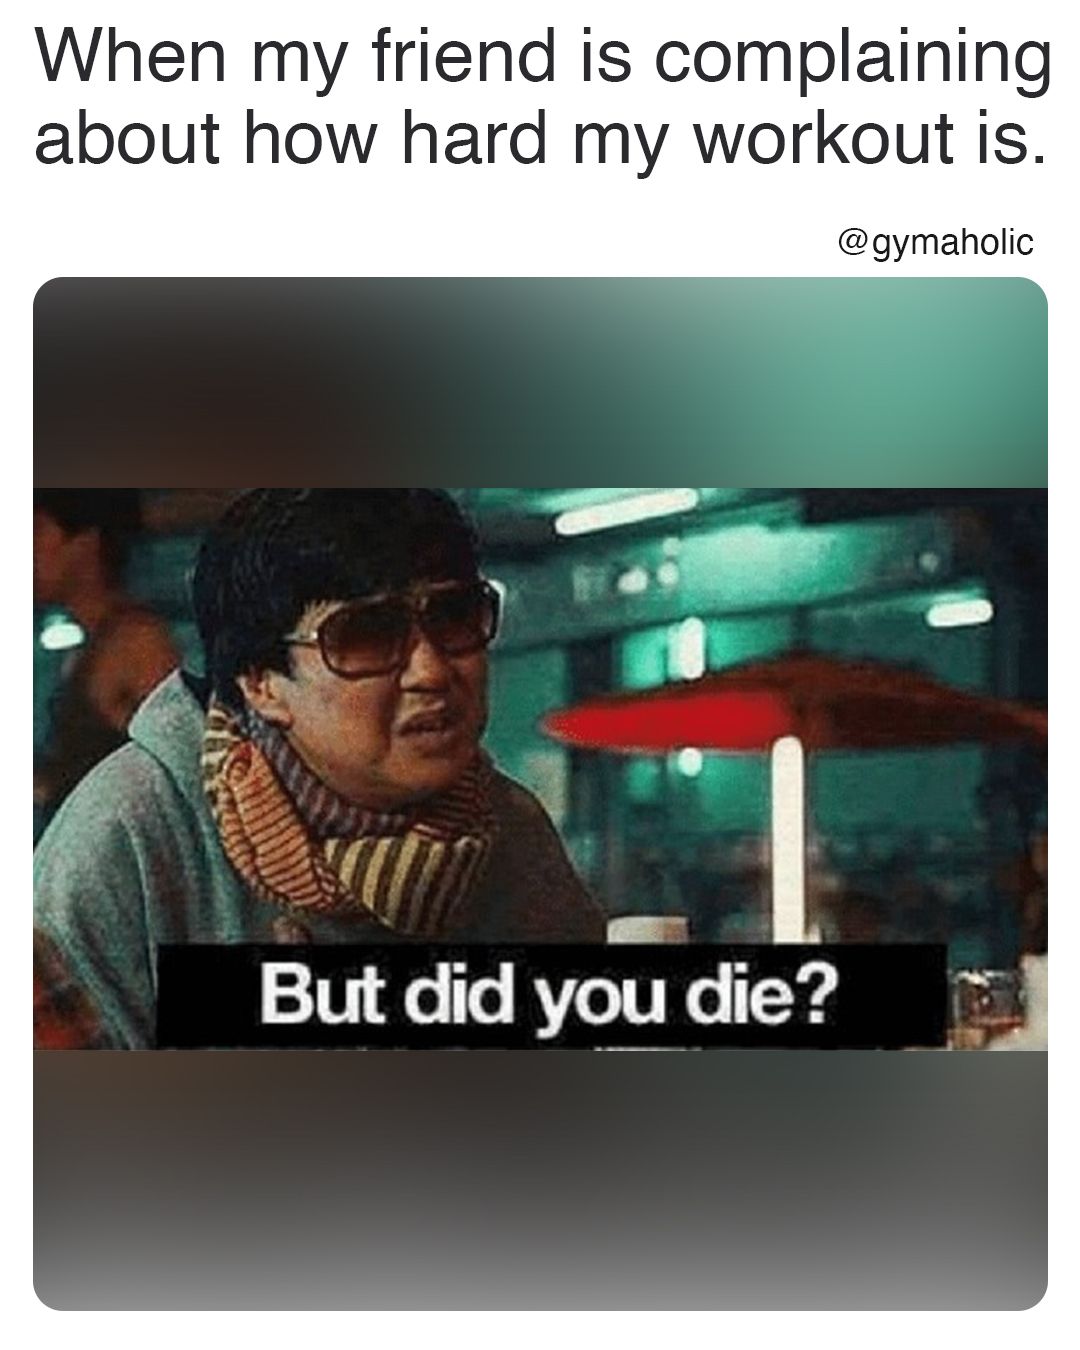 When my friend is complaining
about how hard my workout is.
@gymaholic
But did you die?